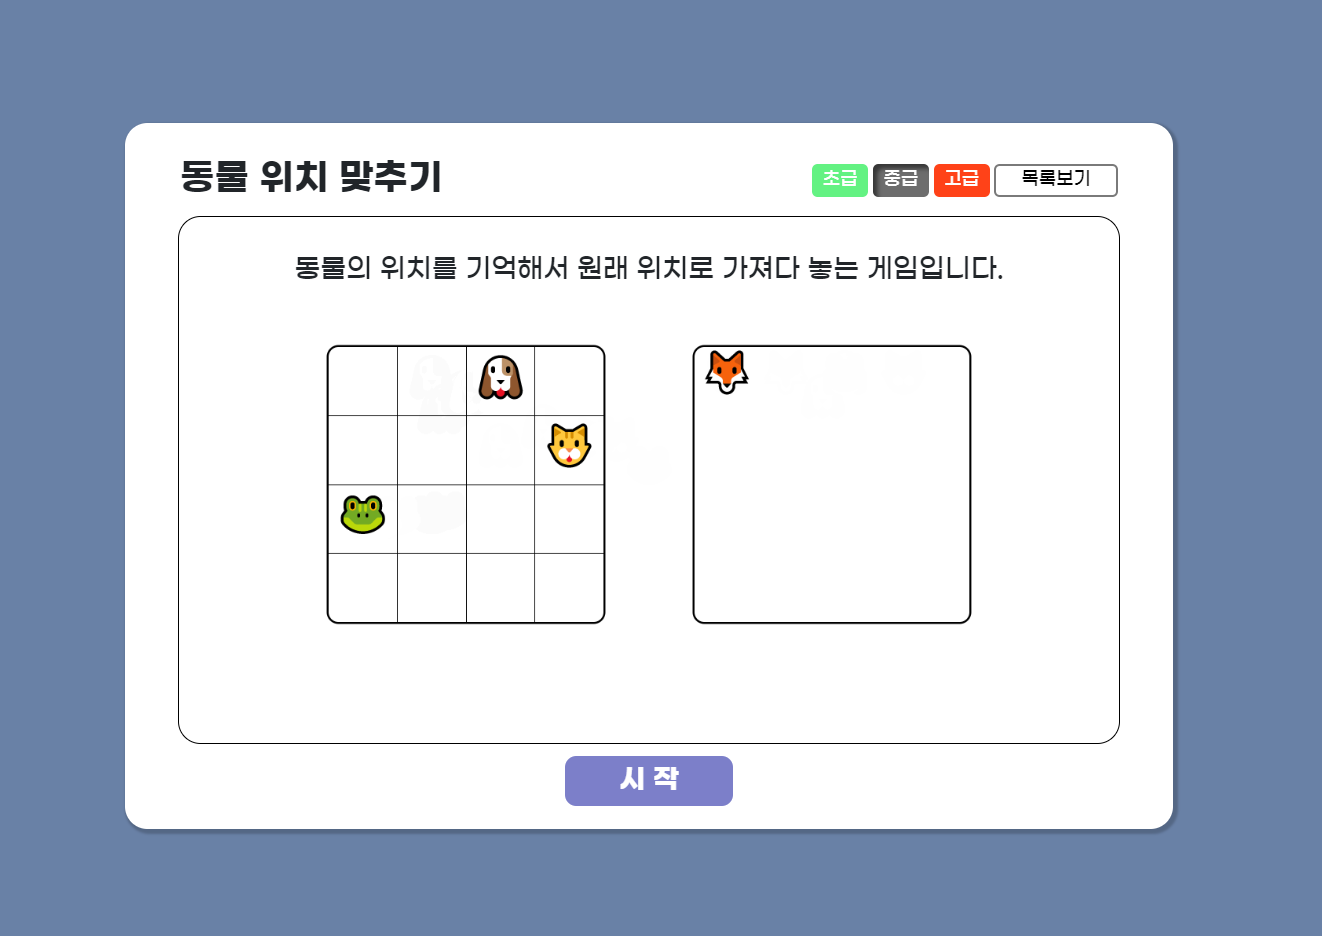 동물 위치 맞추기
초급 중급 고급 목록보기
동물의 위치를 기억해서 원래 위치로 가져다 놓는 게임입니다.
시 작